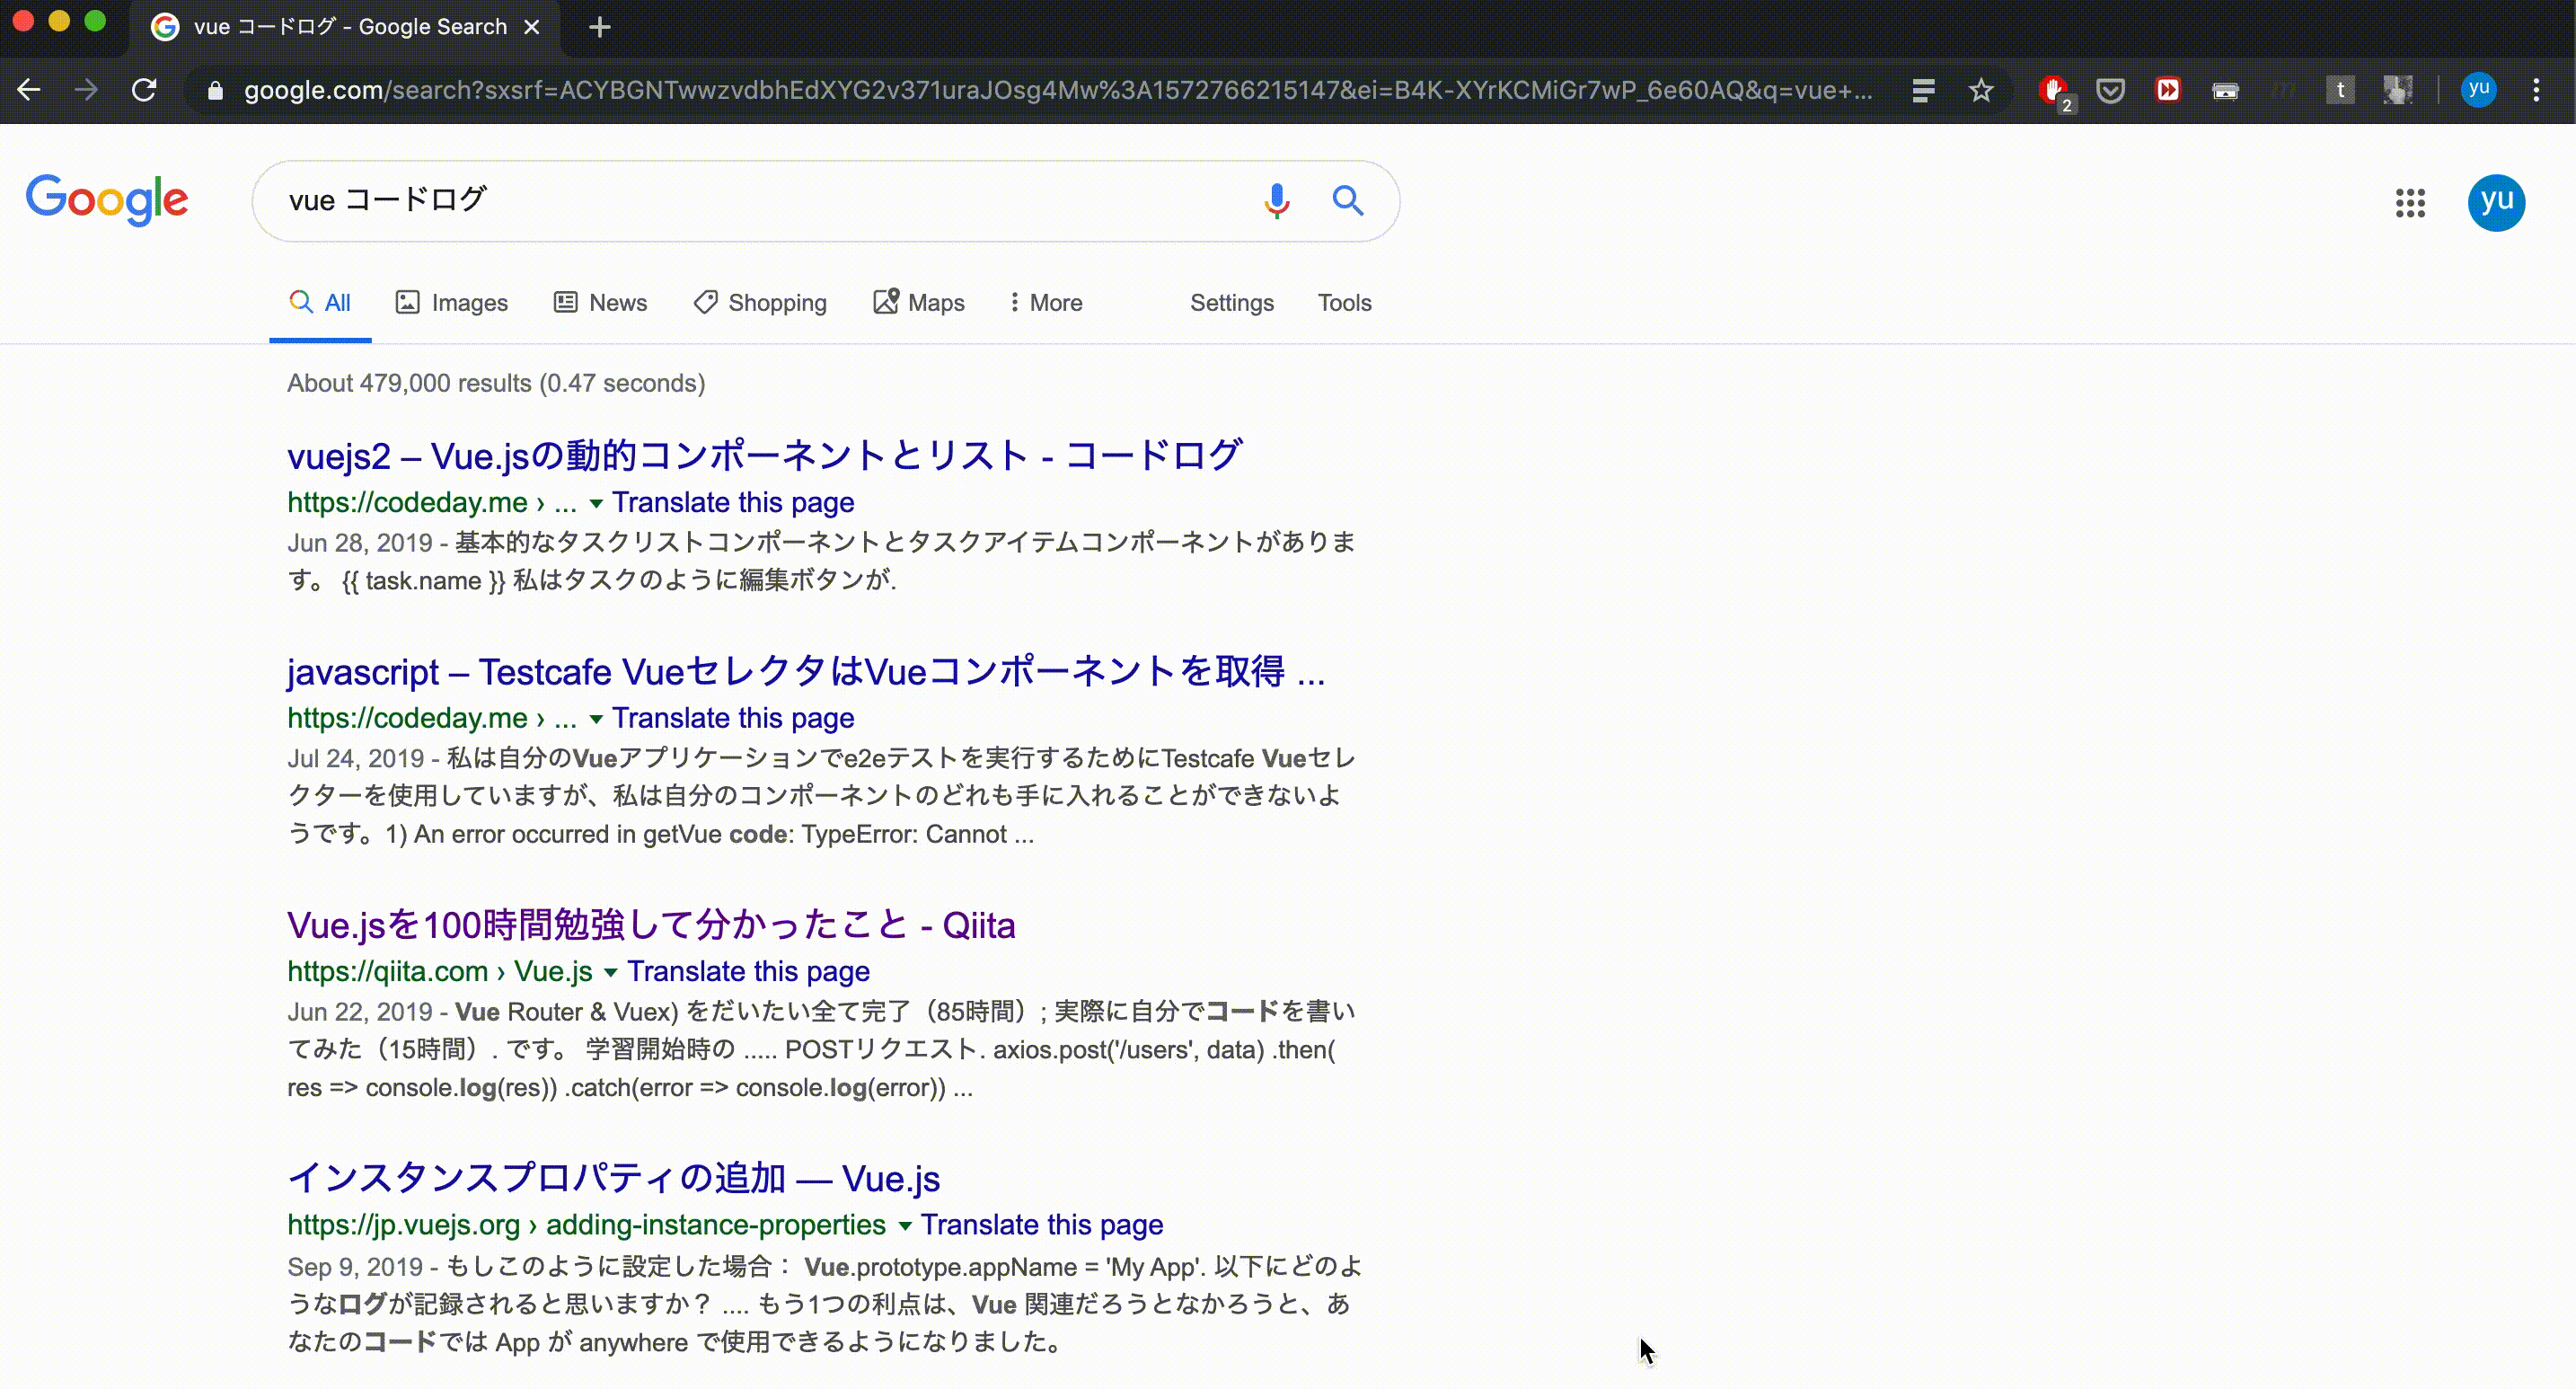 vue コードログ - Google Search
google.com/search?sxsrf=ACYBGNTwwzvdbhEdXYG2v371uraJOsg4Mw%3A1572766215147&ei=B4K-XYrKCMiGr7wP_6e60AQ&q=vue+...
2
t
yu
Google
vue コードログ
yu
All Images News Shopping Maps More Settings Tools
About 479,000 results (0.47 seconds)
vuejs2 – Vue.jsの動的コンポーネントとリスト - コードログ
https://codeday.me › ... ▼ Translate this page
Jun 28, 2019 - 基本的なタスクリストコンポーネントとタスクアイテムコンポーネントがありま
す。 {{ task.name }} 私はタスクのように編集ボタンが.
javascript – Testcafe VueセレクタはVueコンポーネントを取得 ...
https://codeday.me › ... ▼ Translate this page
Jul 24, 2019 - 私は自分のVueアプリケーションでe2eテストを実行するためにTestcafe Vueセレ
クターを使用していますが、私は自分のコンポーネントのどれも手に入れることができないよ
うです。1) An error occurred in getVue code: TypeError: Cannot ...
Vue.jsを100時間勉強して分かったこと - Qiita
https://qiita.com › Vue.js ▼ Translate this page
Jun 22, 2019 - Vue Router & Vuex) をだいたい全て完了（85時間）; 実際に自分でコードを書い
てみた（15時間）. です。 学習開始時の ..... POSTリクエスト. axios.post('/users', data) .then(
res => console.log(res)) .catch(error => console.log(error)) ...
インスタンスプロパティの追加 — Vue.js
https://jp.vuejs.org › adding-instance-properties ▼ Translate this page
Sep 9, 2019 - もしこのように設定した場合： Vue.prototype.appName = 'My App'. 以下にどのよ
うなログが記録されると思いますか？ .... もう1つの利点は、Vue 関連だろうとなかろうと、あ
なたのコードでは App が anywhere で使用できるようになりました。